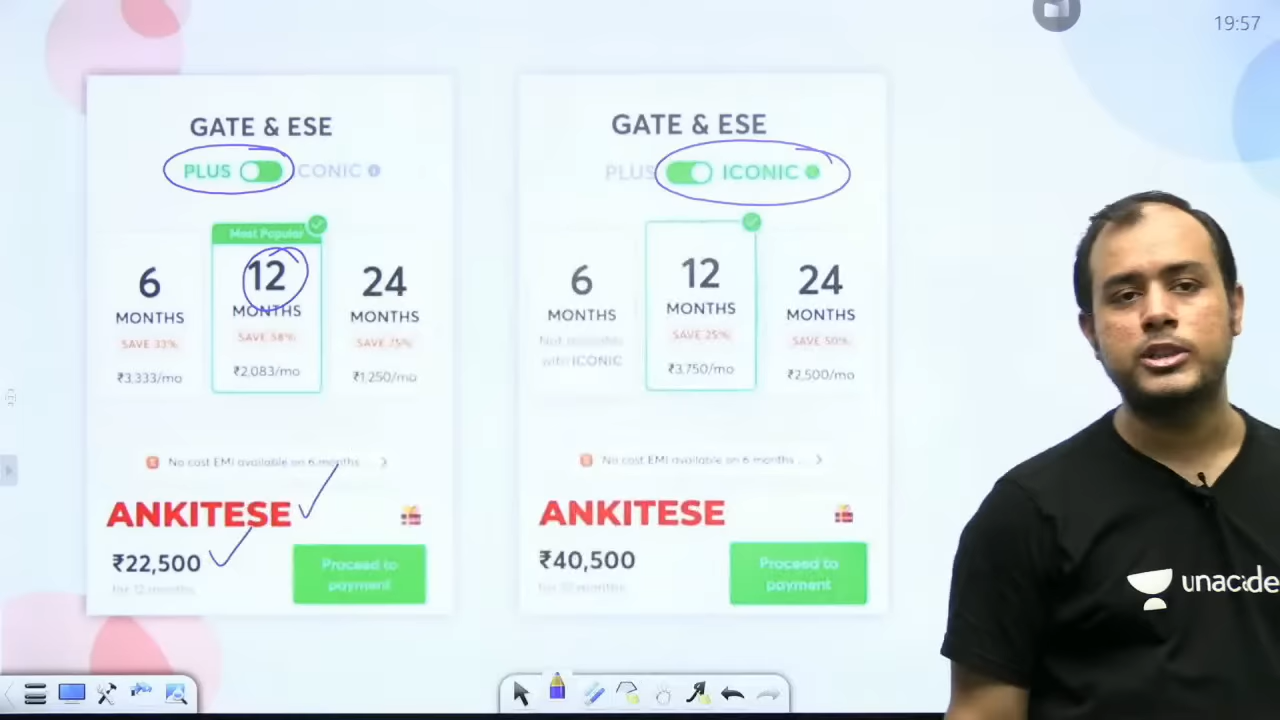 19:57
GATE & ESE
PLUS ICONIC
Most Popular
6
MONTHS
SAVE 33%
₹3,333/mo
12
MONTHS
SAVE 58%
₹2,083/mo
24
MONTHS
SAVE 75%
₹1,250/mo
No cost EMI available on 6 months
ANKITESE
₹22,500
for 12 months
Proceed to
payment
GATE & ESE
PLUS ICONIC
6
MONTHS
Not available
with ICONIC
12
MONTHS
SAVE 25%
₹3,750/mo
24
MONTHS
SAVE 50%
₹2,500/mo
No cost EMI available on 6 months ...
ANKITESE
₹40,500
for 12 months
Proceed to
payment
unacade